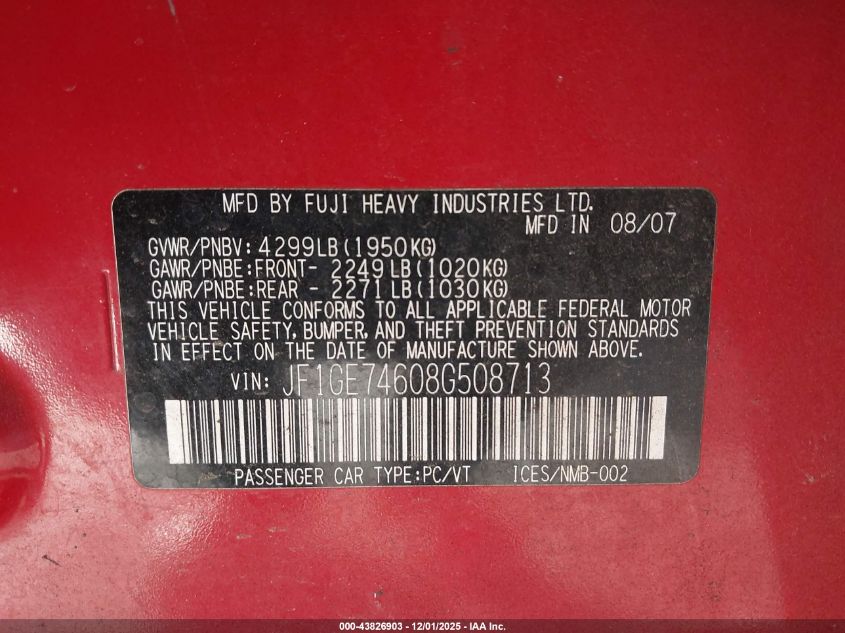 MFD BY FUJI HEAVY INDUSTRIES LTD.
MFD IN 08/07
GVWR/PNBV: 4299LB (1950KG)
GAWR/PNBE:FRONT- 2249LB (1020KG)
GAWR/PNBE:REAR - 2271LB (1030KG)
THIS VEHICLE CONFORMS TO ALL APPLICABLE FEDERAL MOTOR
VEHICLE SAFETY, BUMPER, AND THEFT PREVENTION STANDARDS
IN EFFECT ON THE DATE OF MANUFACTURE SHOWN ABOVE.
VIN: JF1GE74608G508713
PASSENGER CAR TYPE:PC/VT ICES/NMB-002
000-43826903 - 12/01/2025 - IAA Inc.